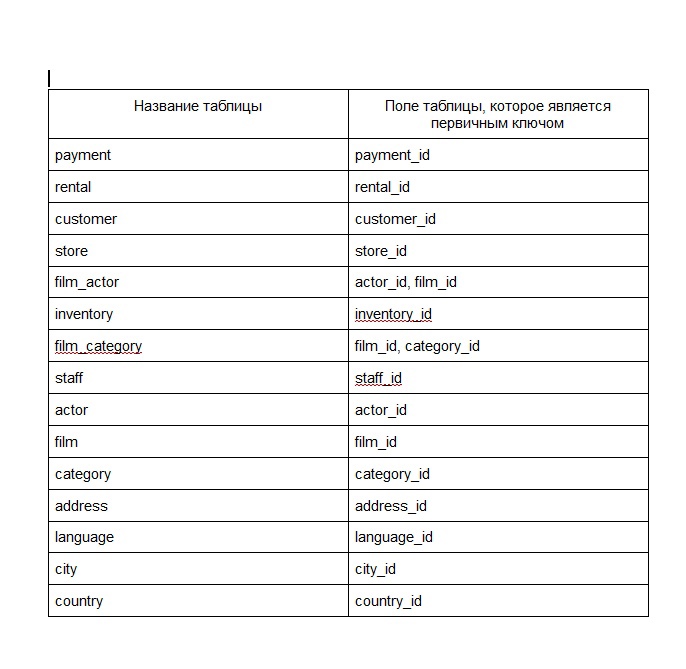 Название таблицы
Поле таблицы, которое является
первичным ключом
payment
payment_id
rental
rental_id
customer
customer_id
store
store_id
film_actor
actor_id, film_id
inventory
inventory_id
film_category
film_id, category_id
staff
staff_id
actor
actor_id
film
film_id
category
category_id
address
address_id
language
language_id
city
city_id
country
country_id